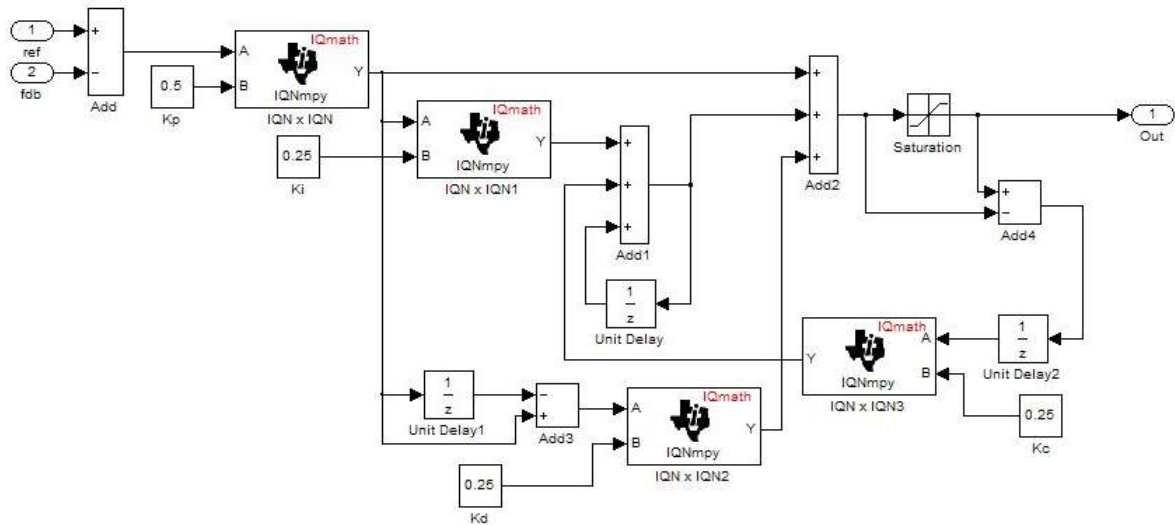 1
ref
2
fdb
+
−
Add
0.5
Kp
A
B
IQmath
Y
IQNmpy
IQN x IQN
0.25
Ki
A
B
IQmath
Y
IQNmpy
IQN x IQN1
+
+
+
Add1
1
z
Unit Delay
+
+
+
Add2
Saturation
1
Out
+
−
Add4
1
z
Unit Delay2
IQmath
A
B
Y
IQNmpy
IQN x IQN3
0.25
Kc
1
z
Unit Delay1
−
+
Add3
A
B
IQmath
Y
IQNmpy
IQN x IQN2
0.25
Kd